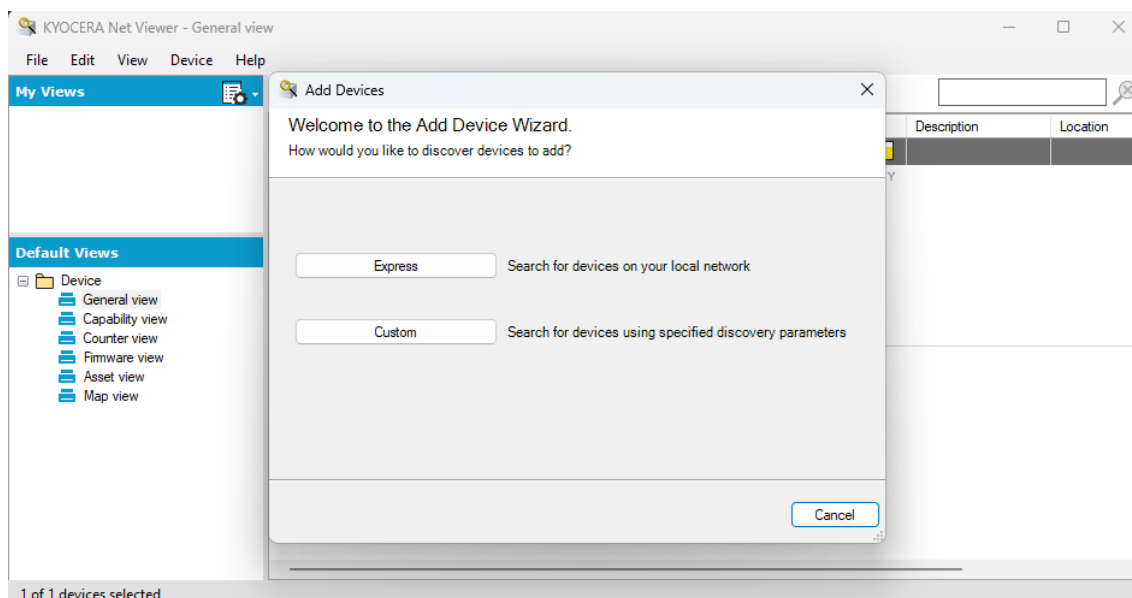 KYOCERA Net Viewer - General view
File Edit View Device Help
My Views
Add Devices
Welcome to the Add Device Wizard.
How would you like to discover devices to add?
Description Location
Y
Default Views
Device
General view
Capability view
Counter view
Firmware view
Asset view
Map view
Express Search for devices on your local network
Custom Search for devices using specified discovery parameters
Cancel
1 of 1 devices selected